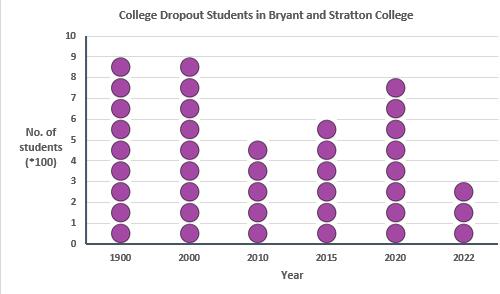 College Dropout Students in Bryant and Stratton College
10
9
8
7
6
5
4
3
2
1
0
No. of
students
(*100)
1900 2000 2010 2015 2020 2022
Year